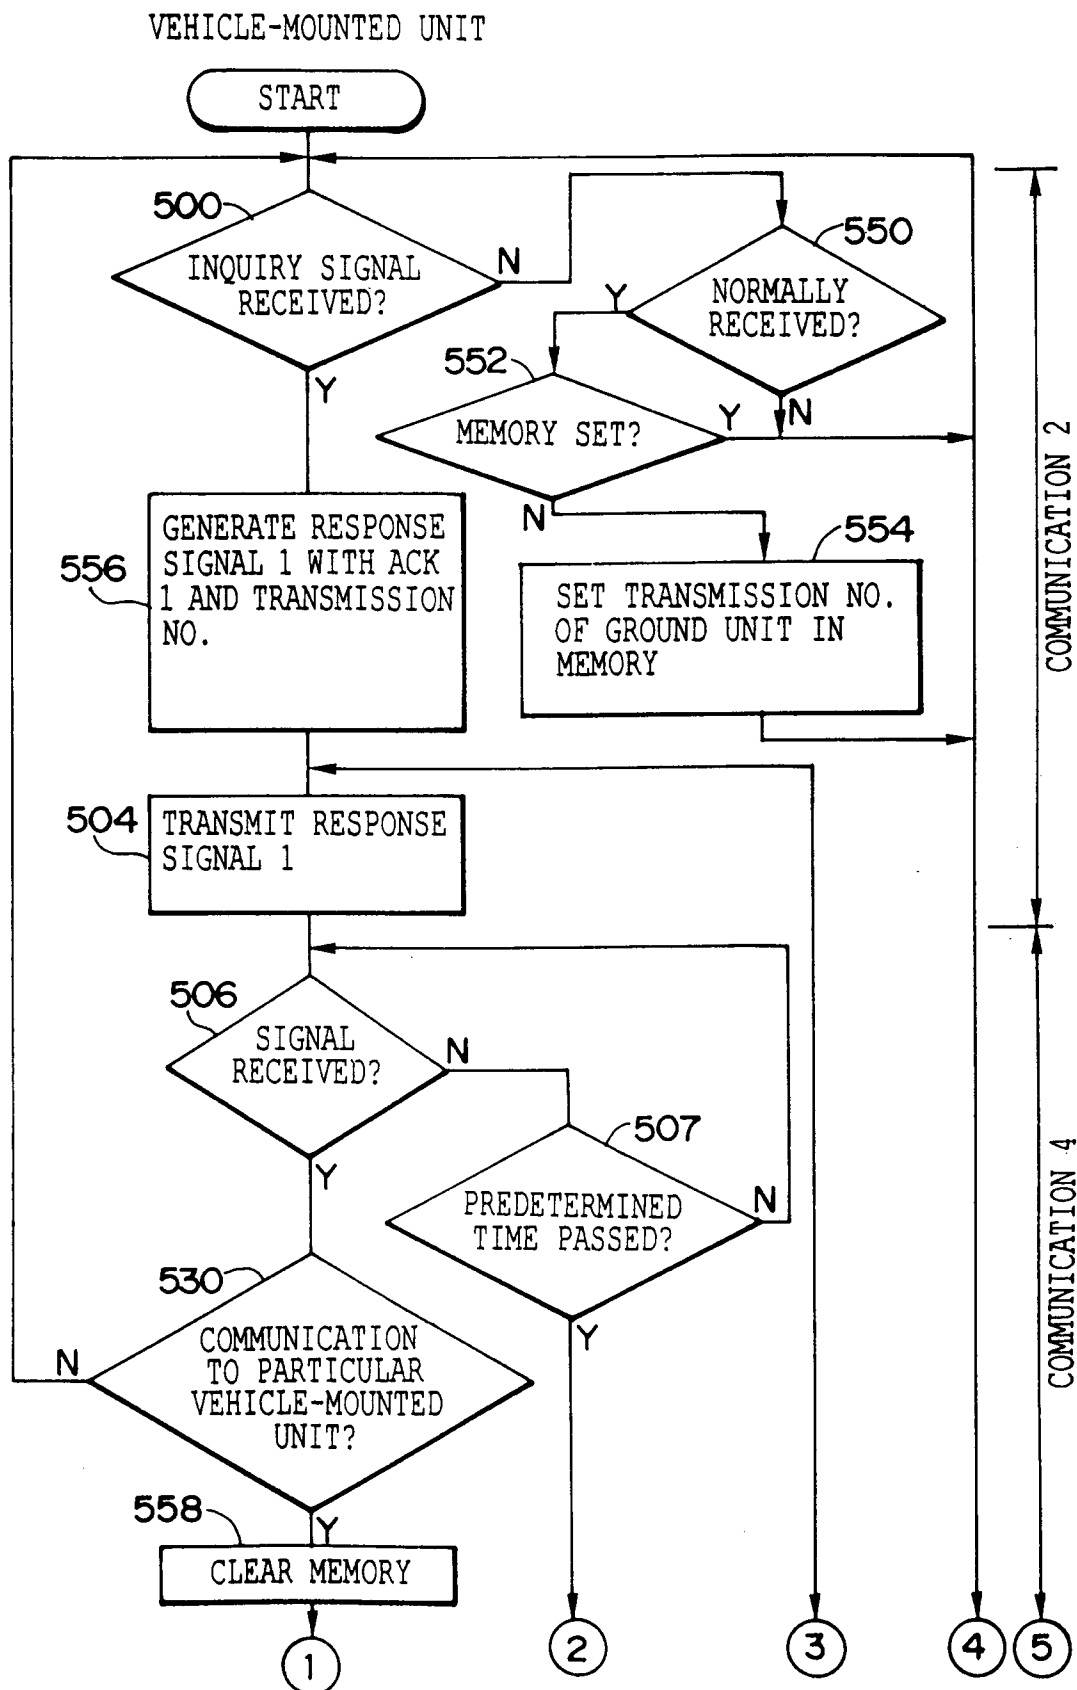 VEHICLE-MOUNTED UNIT
START
500
INQUIRY SIGNAL
RECEIVED?
N
Y
550
NORMALLY
RECEIVED?
Y
N
552
MEMORY SET?
Y
N
554
SET TRANSMISSION NO.
OF GROUND UNIT IN
MEMORY
556
GENERATE RESPONSE
SIGNAL 1 WITH ACK
1 AND TRANSMISSION
NO.
COMMUNICATION 2
504
TRANSMIT RESPONSE
SIGNAL 1
506
SIGNAL
RECEIVED?
N
Y
507
PREDETERMINED
TIME PASSED?
N
Y
530
COMMUNICATION
TO PARTICULAR
VEHICLE-MOUNTED
UNIT?
N
Y
COMMUNICATION 4
558
CLEAR MEMORY
1
2
3
4
5